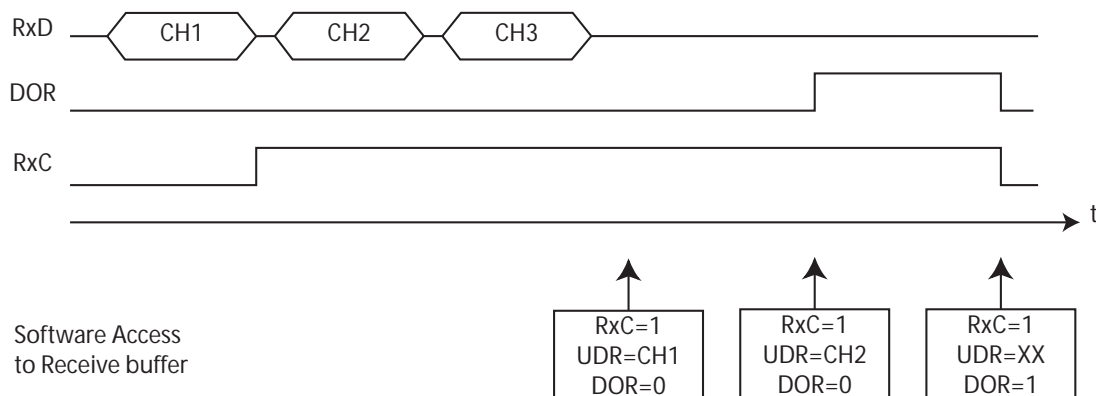 RxD
CH1
CH2
CH3
DOR
RxC
t
Software Access
to Receive buffer
RxC=1
UDR=CH1
DOR=0
RxC=1
UDR=CH2
DOR=0
RxC=1
UDR=XX
DOR=1